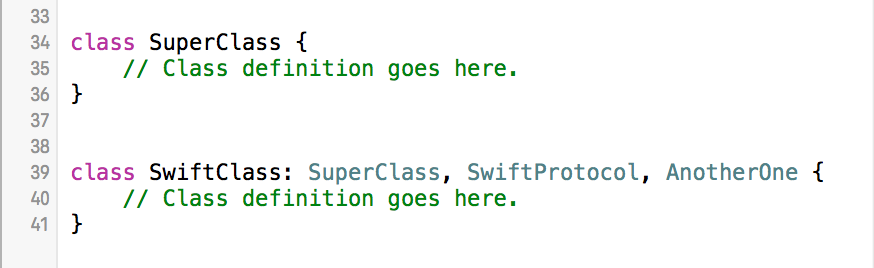 33
34 class SuperClass {
35     // Class definition goes here.
36 }
37
38
39 class SwiftClass: SuperClass, SwiftProtocol, AnotherOne {
40     // Class definition goes here.
41 }